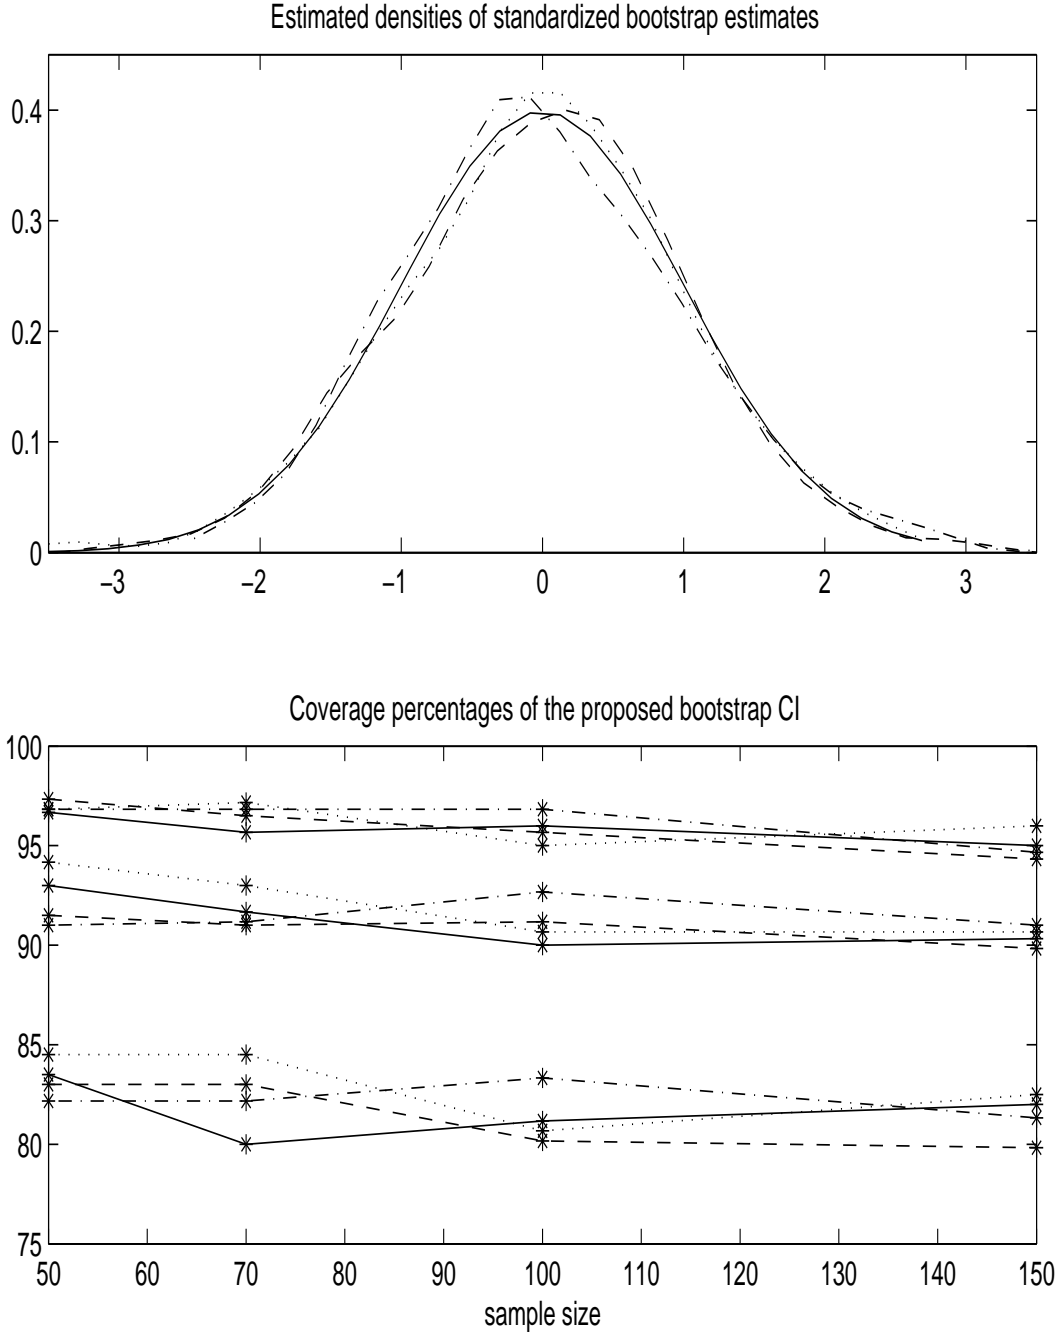 Estimated densities of standardized bootstrap estimates
0.4
0.3
0.2
0.1
0
−3 −2 −1 0 1 2 3
Coverage percentages of the proposed bootstrap CI
100
95
90
85
80
75
50 60 70 80 90 100 110 120 130 140 150
sample size